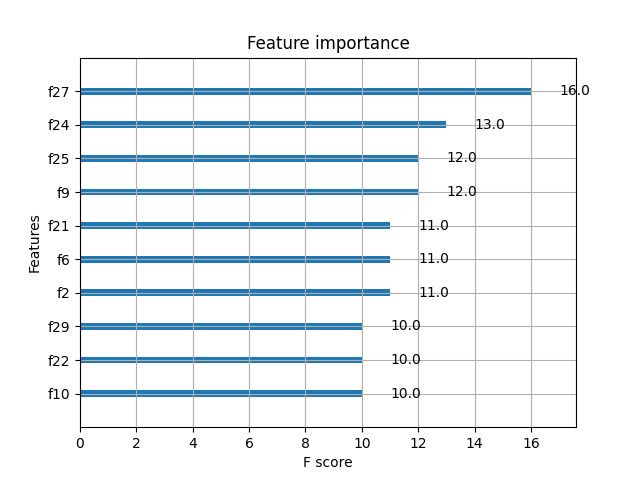 Feature importance
Features
f27 16.0
f24 13.0
f25 12.0
f9 12.0
f21 11.0
f6 11.0
f2 11.0
f29 10.0
f22 10.0
f10 10.0
0 2 4 6 8 10 12 14 16
F score